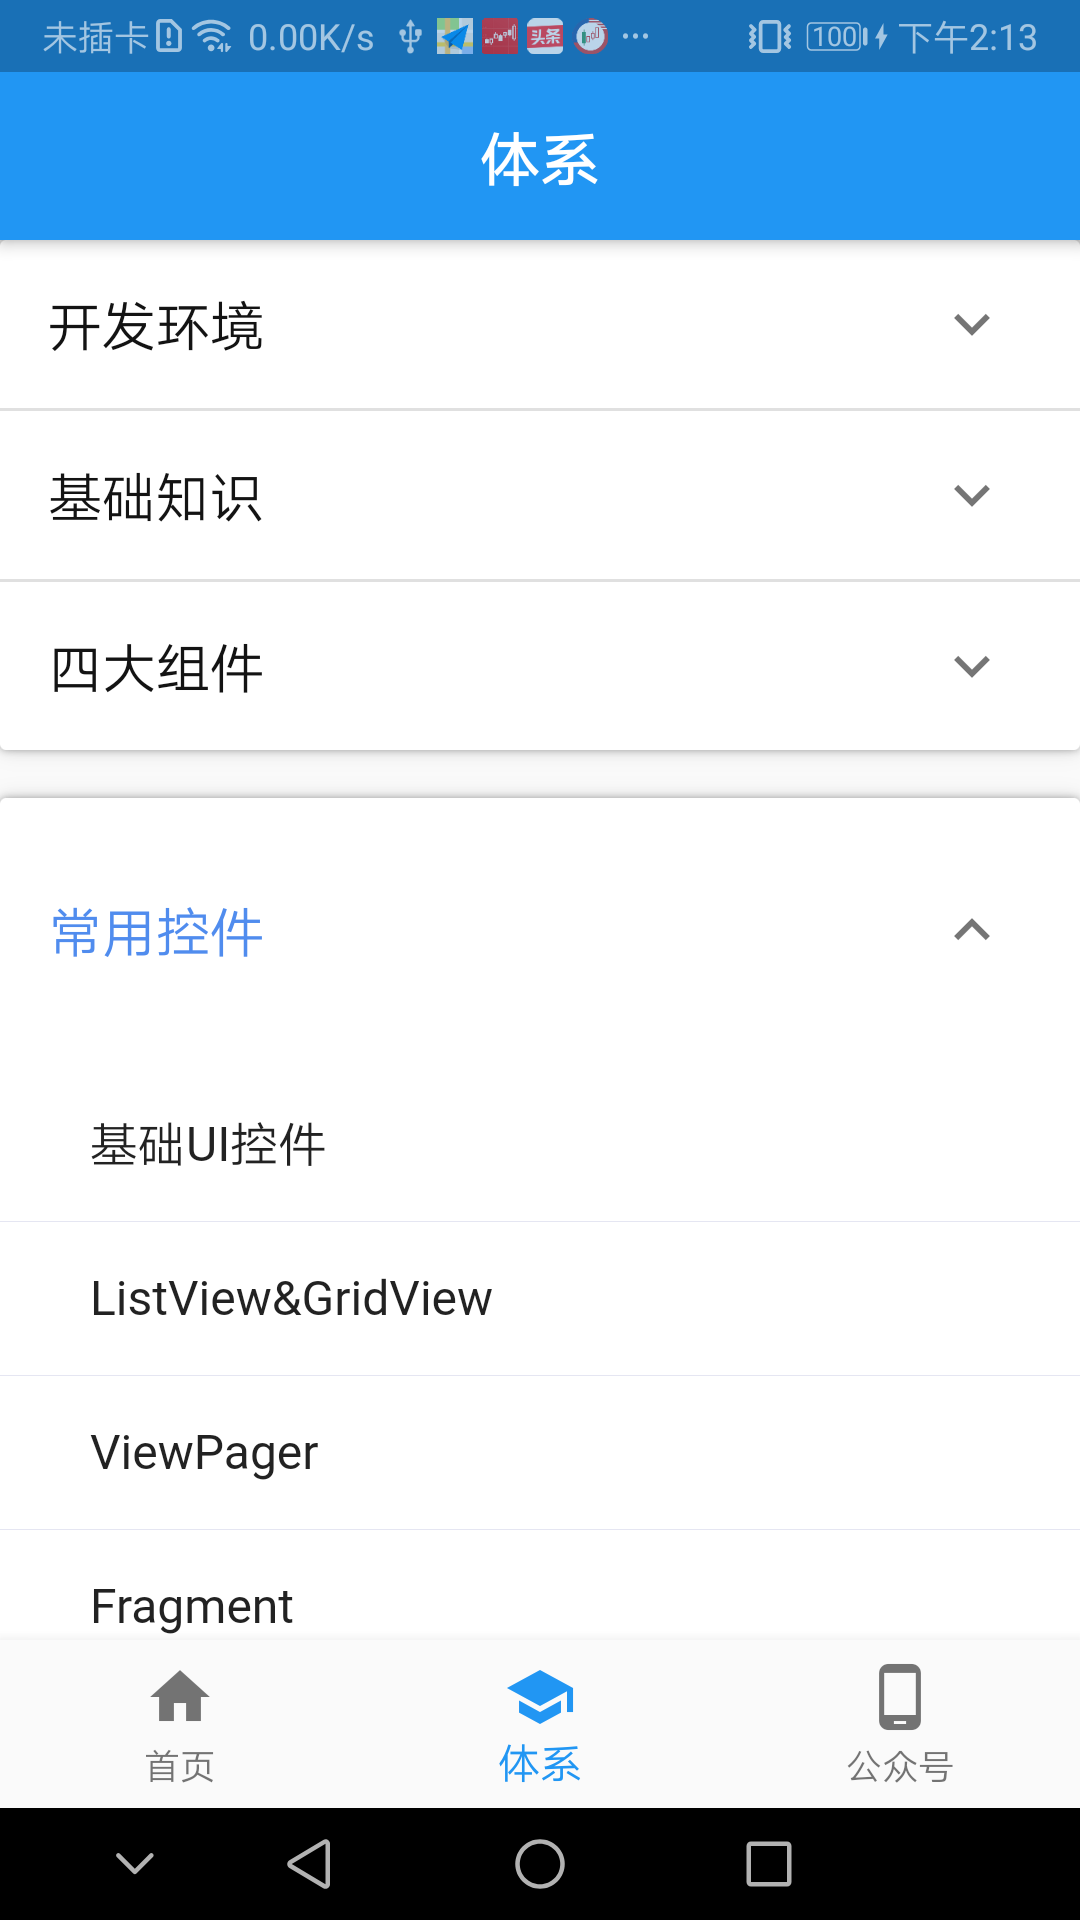 未插卡 0.00K/s 头条 ... 100 下午2:13
体系
开发环境
基础知识
四大组件
常用控件
基础UI控件
ListView&GridView
ViewPager
Fragment
首页 体系 公众号